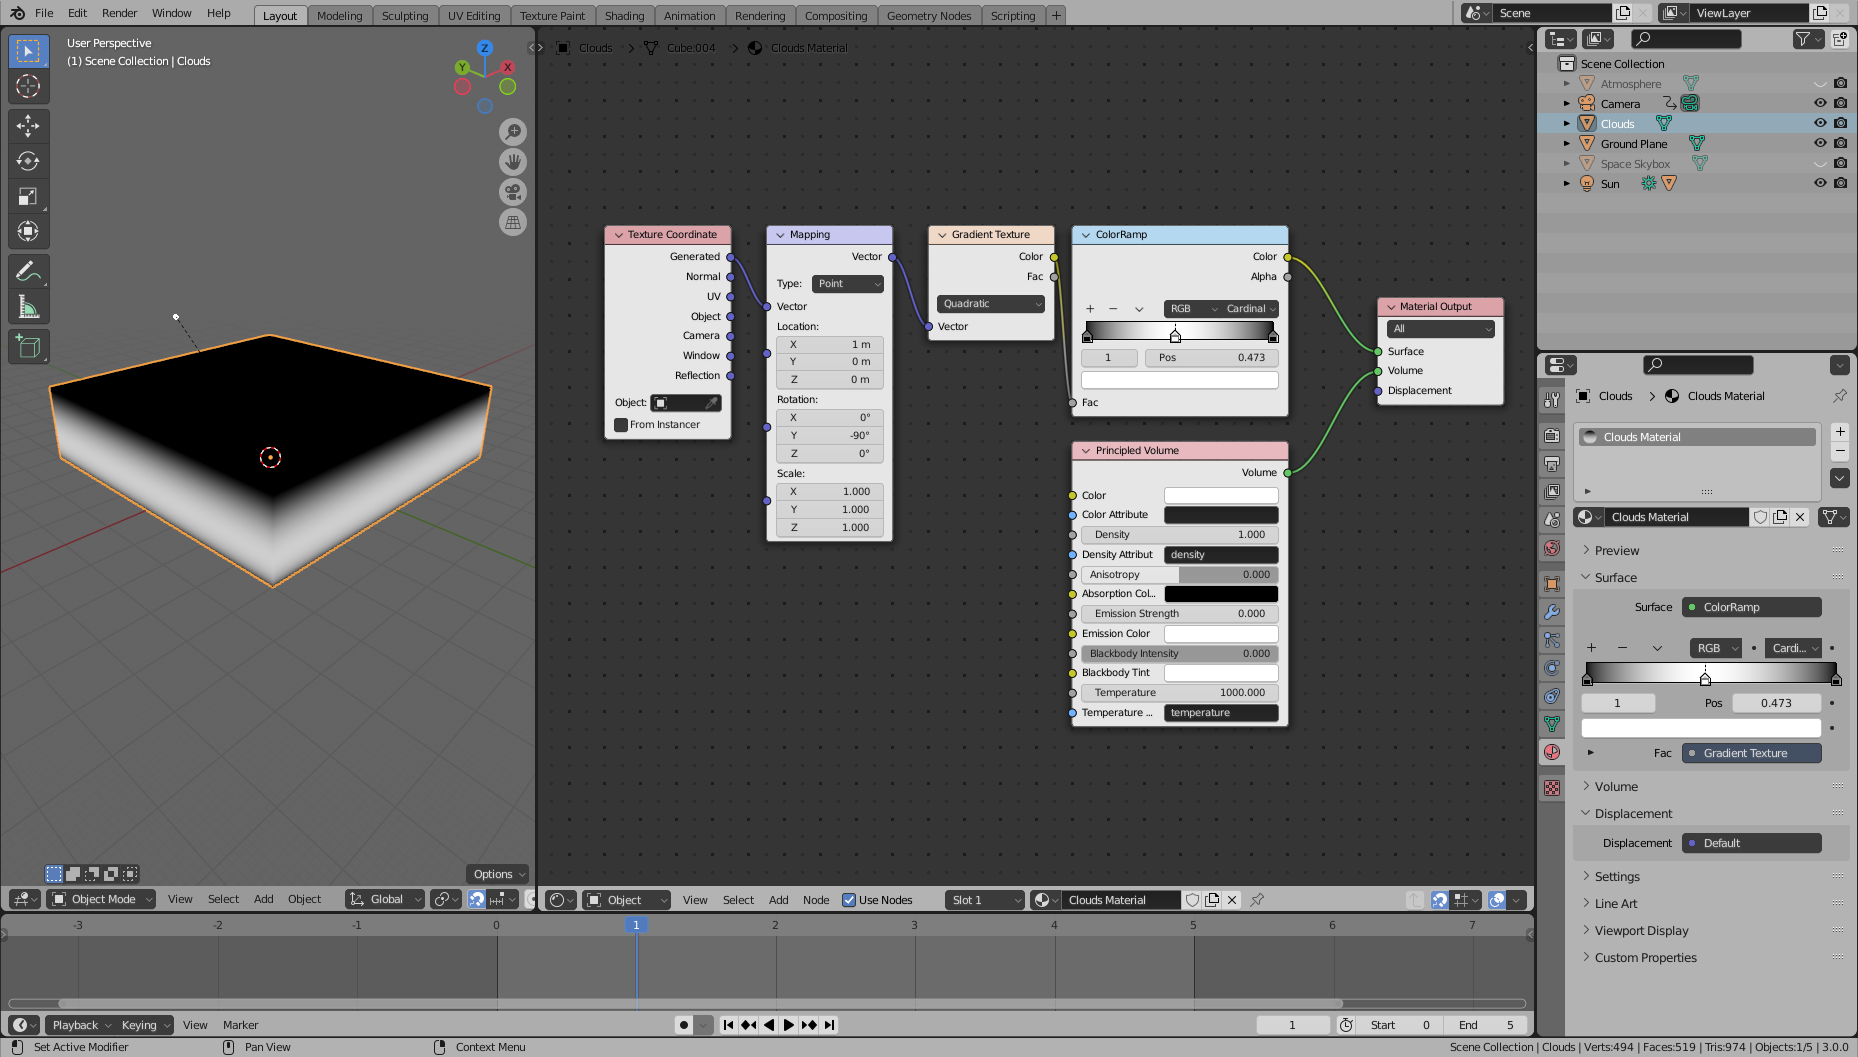 File Edit Render Window Help Layout Modeling Sculpting UV Editing Texture Paint Shading Animation Rendering Compositing Geometry Nodes Scripting + Scene ViewLayer
User Perspective
(1) Scene Collection | Clouds
Z
Y
X
Options
Object Mode View Select Add Object Global
Clouds > Cube.004 > Clouds Material
Texture Coordinate
Generated
Normal
UV
Object
Camera
Window
Reflection
Object:
From Instancer
Mapping
Vector
Type: Point
Vector
Location:
X 1 m
Y 0 m
Z 0 m
Rotation:
X 0°
Y -90°
Z 0°
Scale:
X 1.000
Y 1.000
Z 1.000
Gradient Texture
Color
Fac
Quadratic
Vector
ColorRamp
Color
Alpha
+ − RGB Cardinal
1 Pos 0.473
Fac
Principled Volume
Volume
Color
Color Attribute
Density 1.000
Density Attribut density
Anisotropy 0.000
Absorption Col...
Emission Strength 0.000
Emission Color
Blackbody Intensity 0.000
Blackbody Tint
Temperature 1000.000
Temperature ... temperature
Material Output
All
Surface
Volume
Displacement
Object View Select Add Node Use Nodes Slot 1 Clouds Material
Scene Collection
Atmosphere
Camera
Clouds
Ground Plane
Space Skybox
Sun
Clouds > Clouds Material
Clouds Material
Clouds Material
Preview
Surface
Surface ColorRamp
+ − RGB Cardi...
1 Pos 0.473
Fac Gradient Texture
Volume
Displacement
Displacement Default
Settings
Line Art
Viewport Display
Custom Properties
-3 -2 -1 0 1 2 3 4 5 6 7
Playback Keying View Marker 1 Start 0 End 5
Set Active Modifier Pan View Context Menu Scene Collection | Clouds | Verts:494 | Faces:519 | Tris:974 | Objects:1/5 | 3.0.0